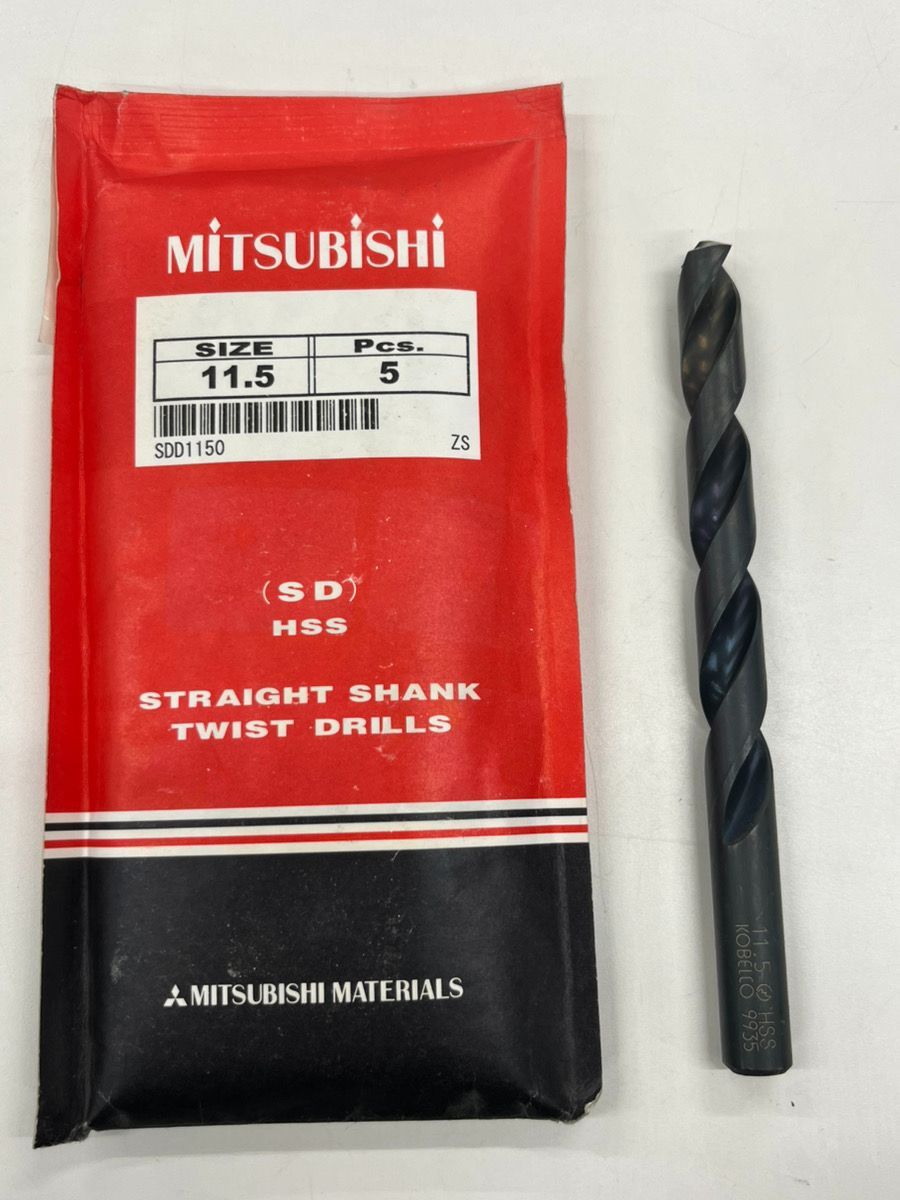 MITSUBISHI
SIZE Pcs.
11.5 5
SDD1150 ZS
(SD)
HSS
STRAIGHT SHANK
TWIST DRILLS
MITSUBISHI MATERIALS
11.5 HSS
KOBELCO 9935